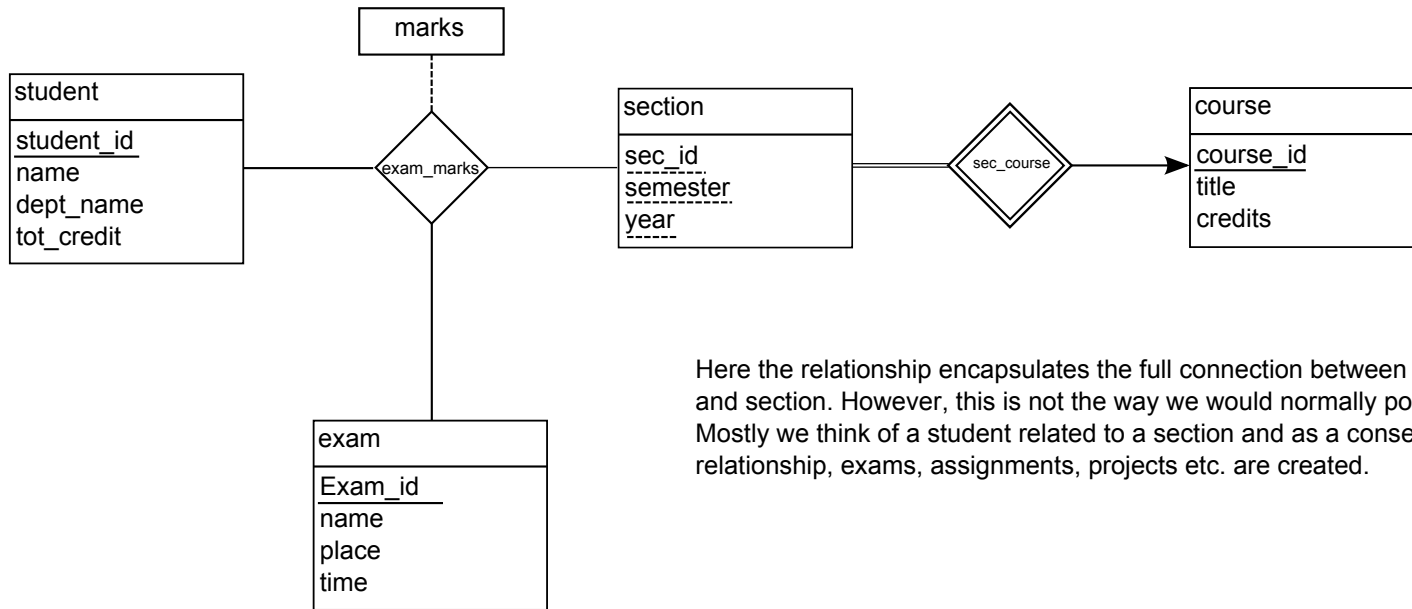 marks
student
student_id
name
dept_name
tot_credit
exam_marks
section
sec_id
semester
year
sec_course
course
course_id
title
credits
Here the relationship encapsulates the full connection between
and section. However, this is not the way we would normally
Mostly we think of a student related to a section and as a
relationship, exams, assignments, projects etc. are created.
exam
Exam_id
name
place
time